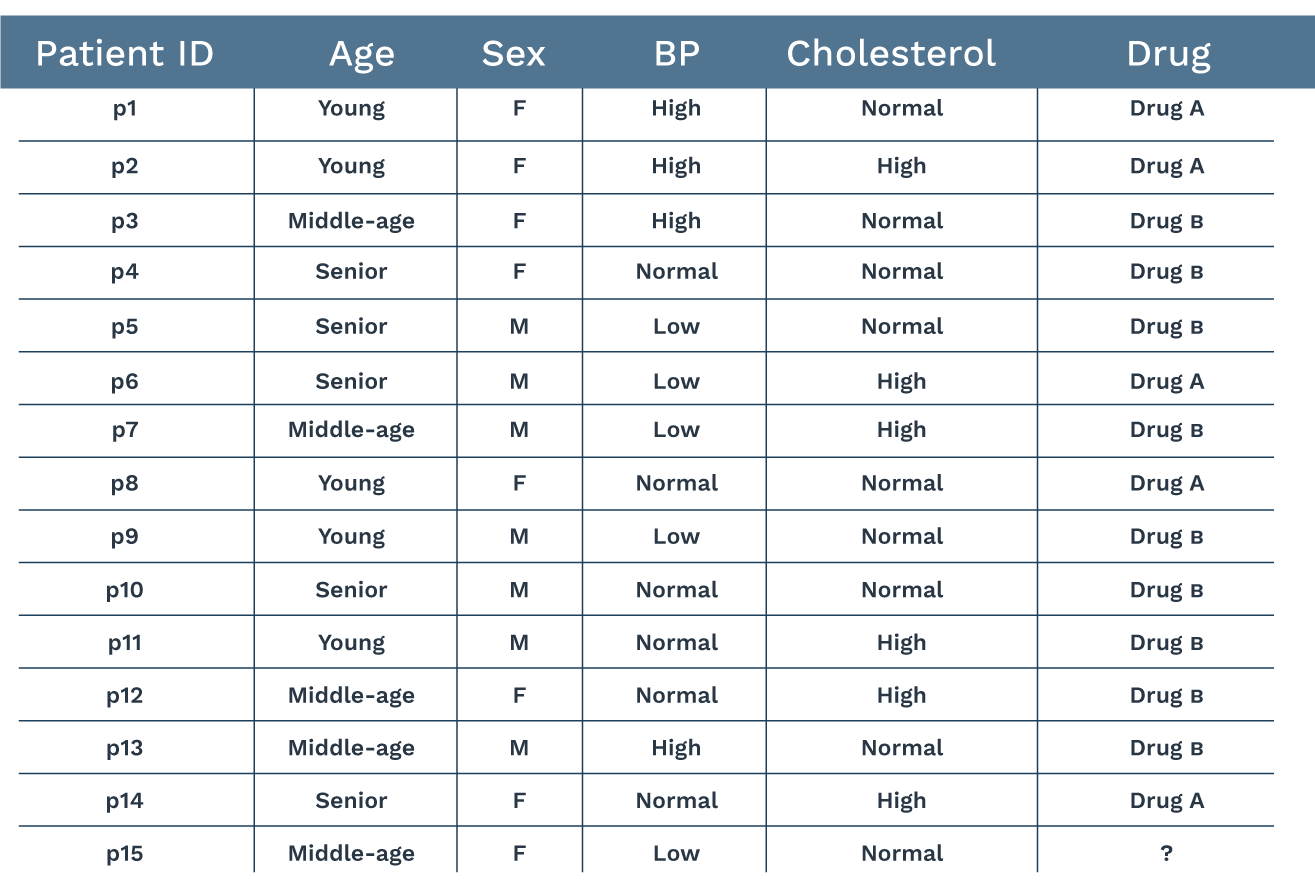 Patient ID Age Sex BP Cholesterol Drug
p1 Young F High Normal Drug A
p2 Young F High High Drug A
p3 Middle-age F High Normal Drug B
p4 Senior F Normal Normal Drug B
p5 Senior M Low Normal Drug B
p6 Senior M Low High Drug A
p7 Middle-age M Low High Drug B
p8 Young F Normal Normal Drug A
p9 Young M Low Normal Drug B
p10 Senior M Normal Normal Drug B
p11 Young M Normal High Drug B
p12 Middle-age F Normal High Drug B
p13 Middle-age M High Normal Drug B
p14 Senior F Normal High Drug A
p15 Middle-age F Low Normal ?